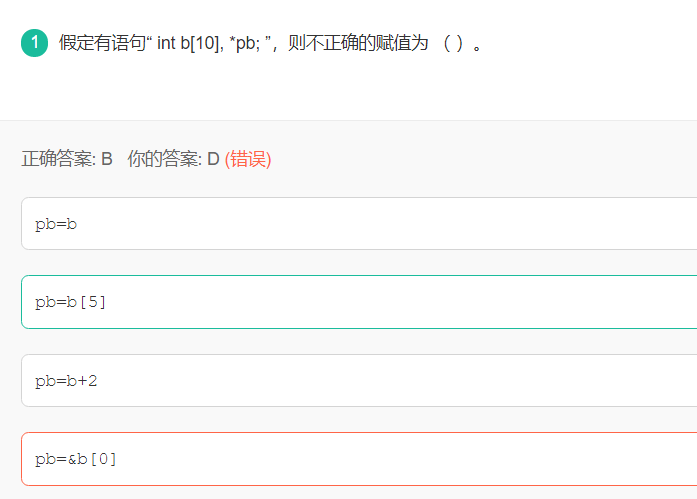 1 假定有语句“ int b[10], *pb; ”，则不正确的赋值为 （ ）。
正确答案: B 你的答案: D (错误)
pb=b
pb=b[5]
pb=b+2
pb=&b[0]